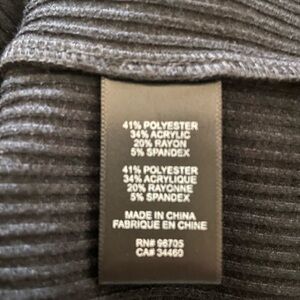 41% POLYESTER
34% ACRYLIC
20% RAYON
5% SPANDEX
41% POLYESTER
34% ACRYLIQUE
20% RAYONNE
5% SPANDEX
MADE IN CHINA
FABRIQUE EN CHINE
RN# 96705
CA# 34460